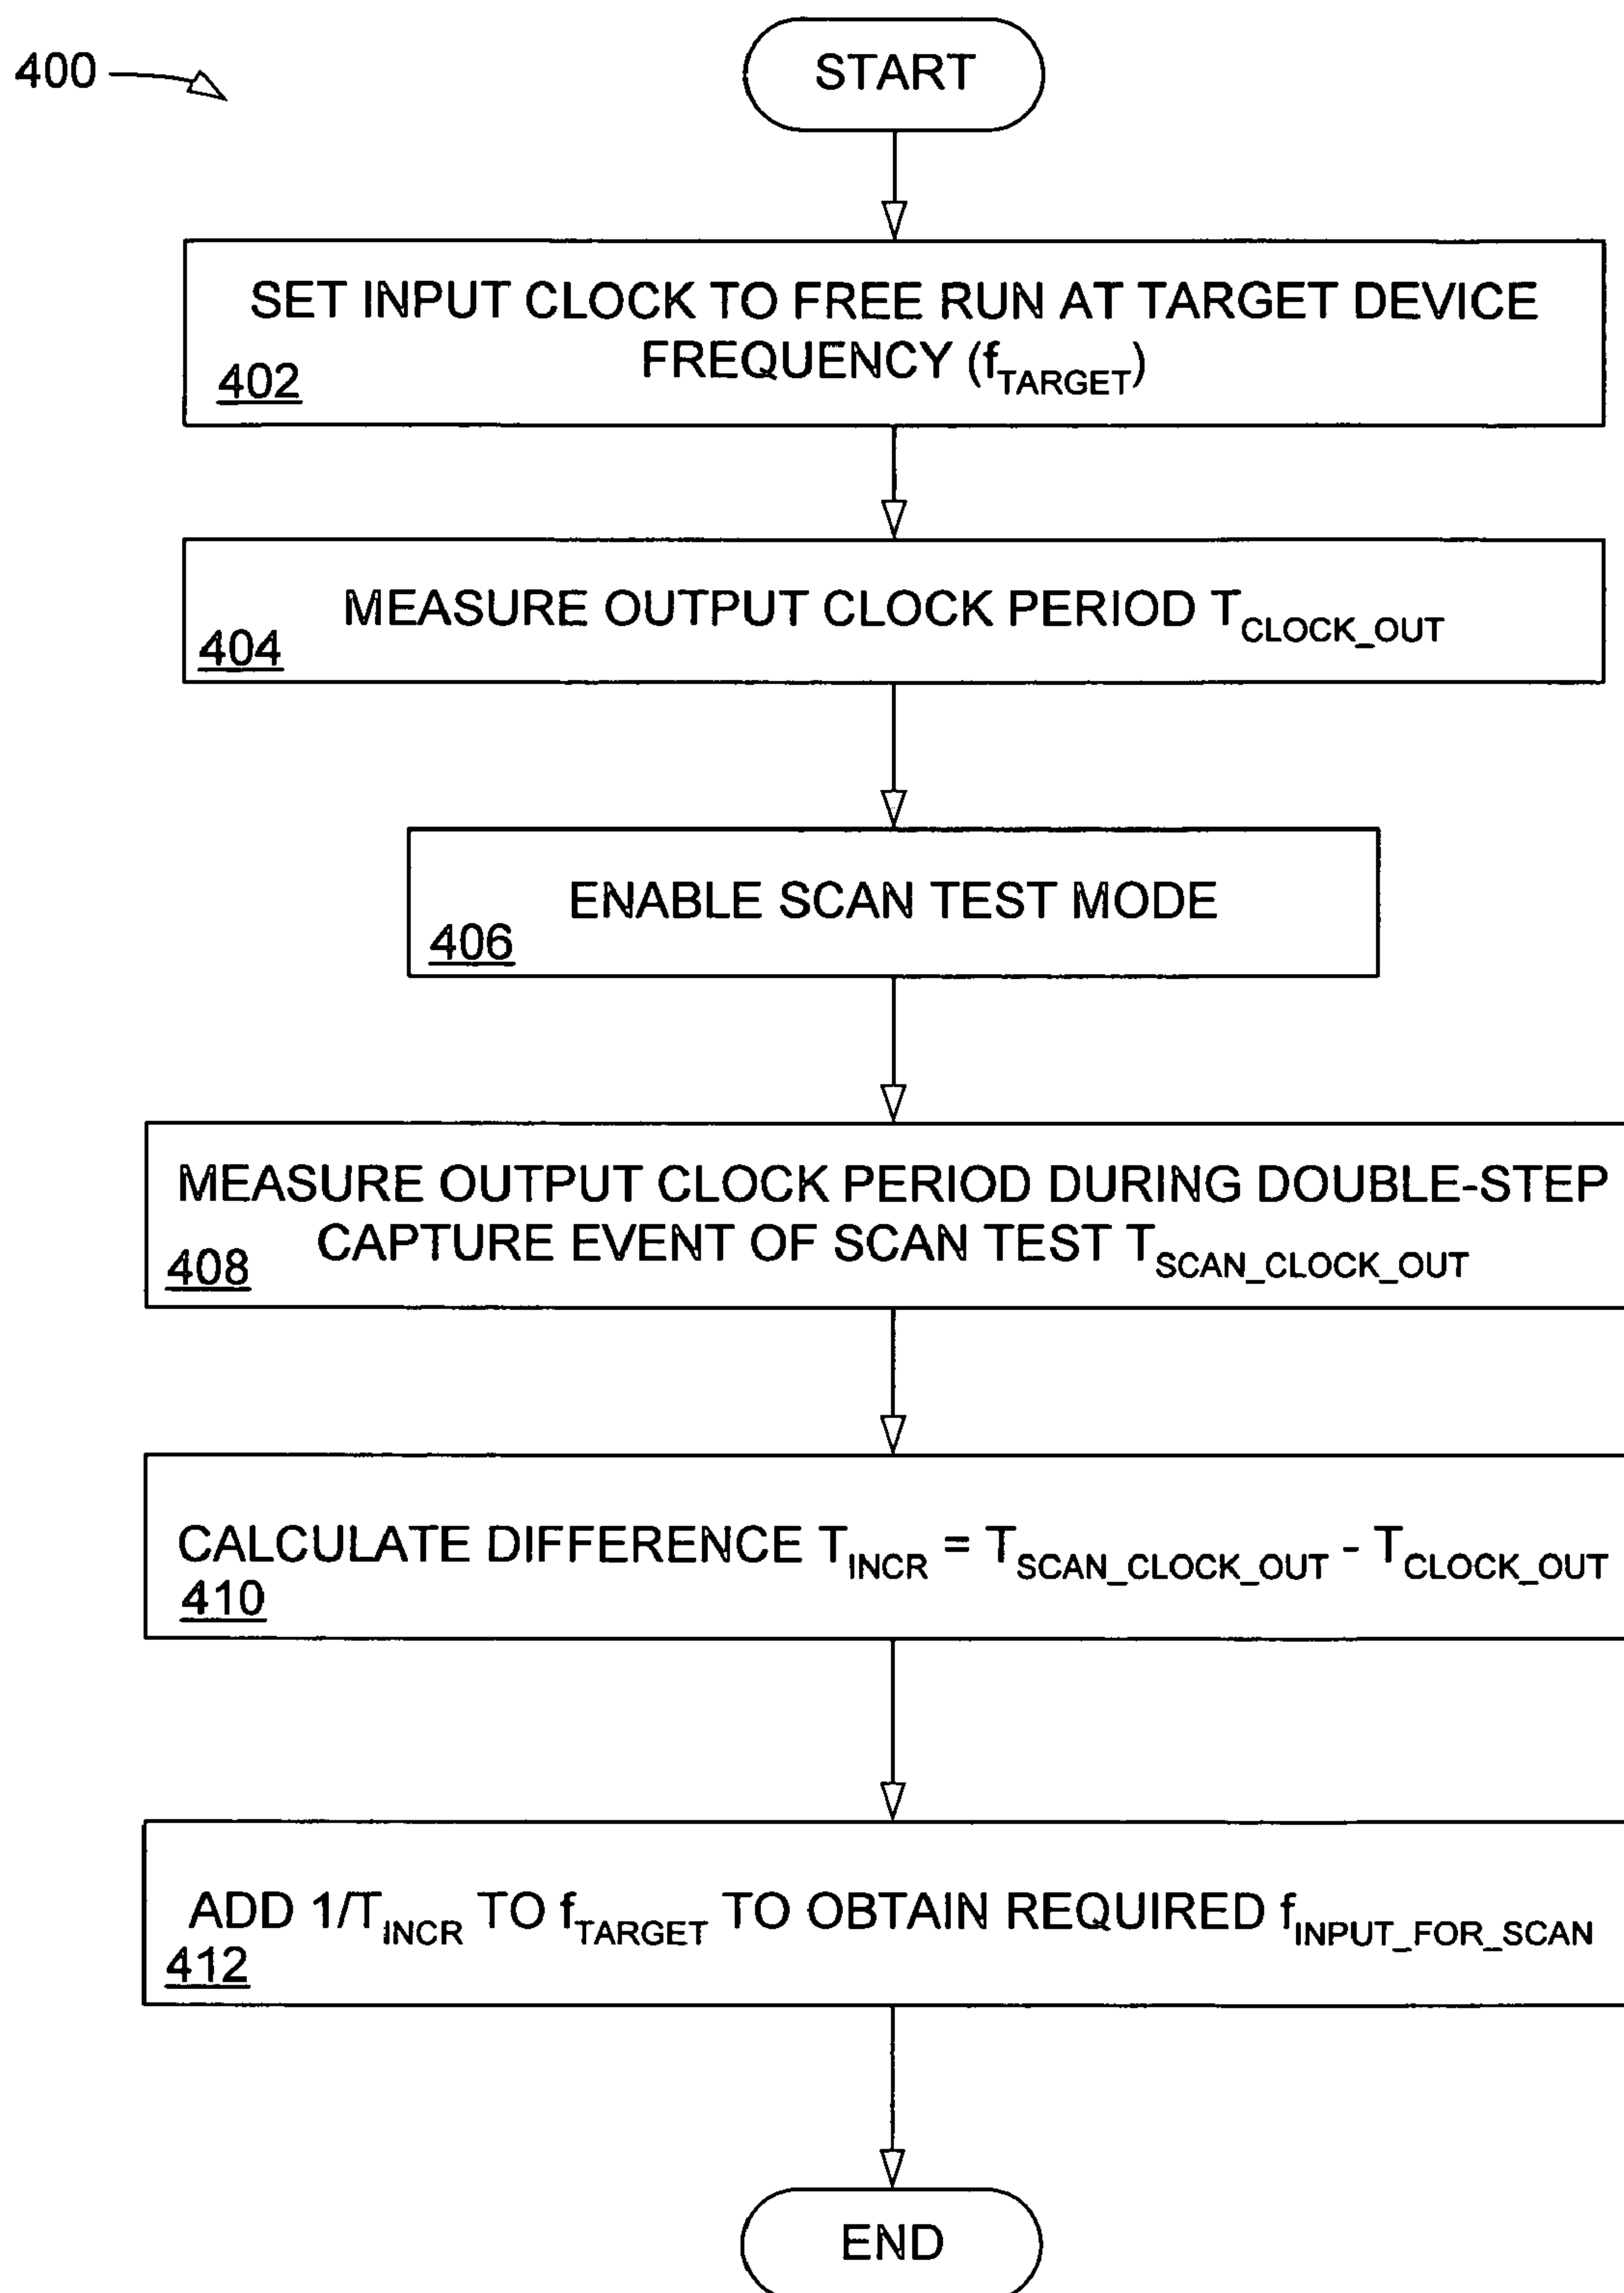 400
START
SET INPUT CLOCK TO FREE RUN AT TARGET DEVICE
FREQUENCY (fTARGET)
402
MEASURE OUTPUT CLOCK PERIOD TCLOCK_OUT
404
ENABLE SCAN TEST MODE
406
MEASURE OUTPUT CLOCK PERIOD DURING DOUBLE-STEP
CAPTURE EVENT OF SCAN TEST TSCAN_CLOCK_OUT
408
CALCULATE DIFFERENCE TINCR = TSCAN_CLOCK_OUT - TCLOCK_OUT
410
ADD 1/TINCR TO fTARGET TO OBTAIN REQUIRED fINPUT_FOR_SCAN
412
END